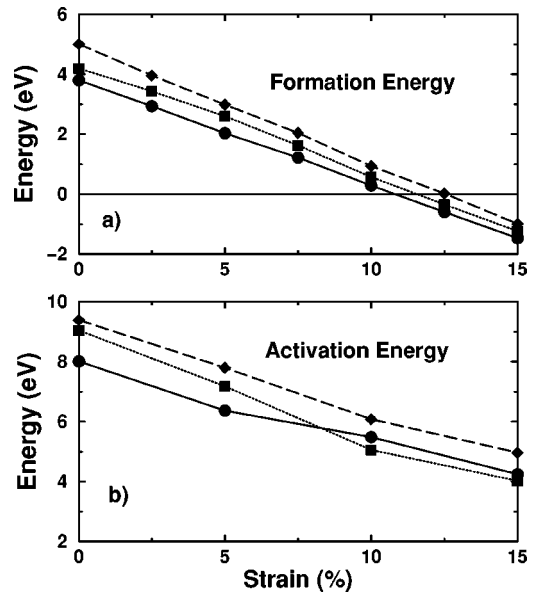 6
4
2
0
−2
Energy (eV)
Formation Energy
a)
0 5 10 15
10
8
6
4
2
Energy (eV)
Activation Energy
b)
0 5 10 15
Strain (%)